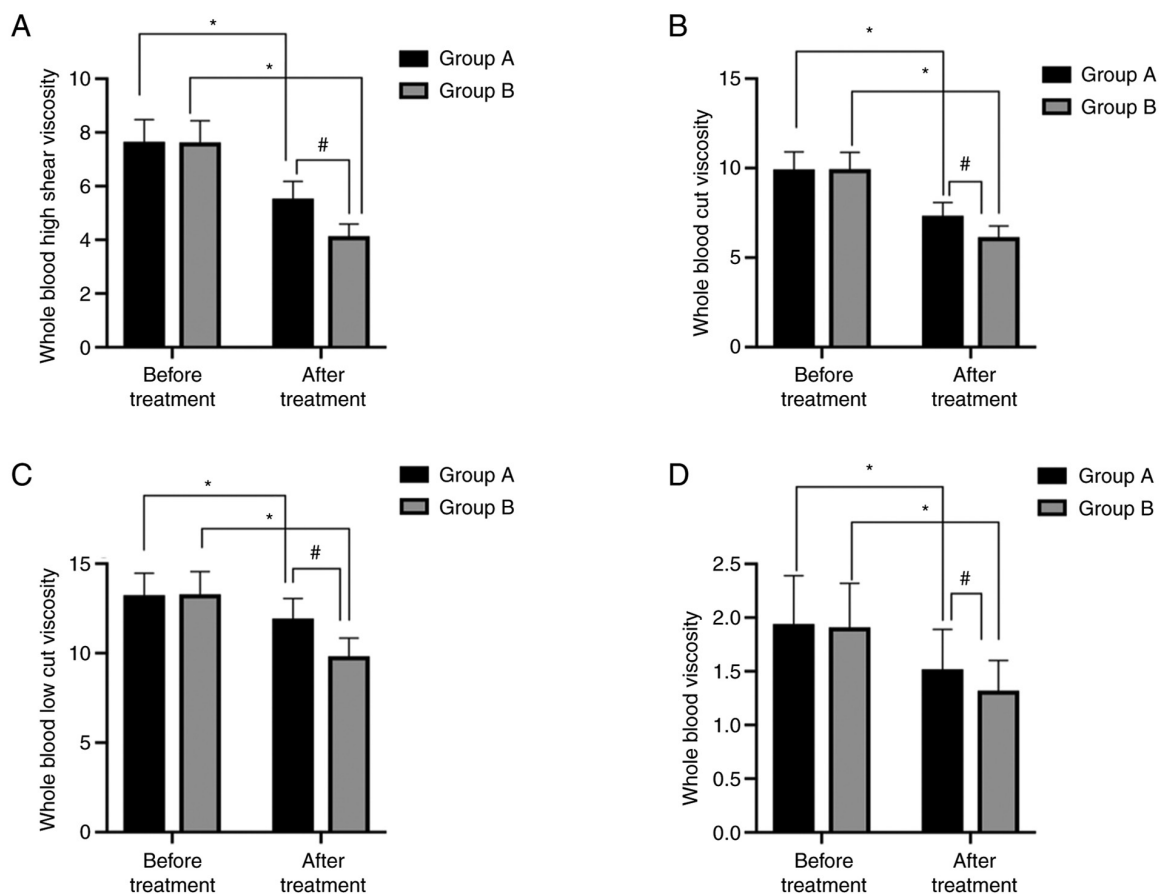 A
Group A
Group B
*
*
#
Whole blood high shear viscosity
10
8
6
4
2
0
Before
treatment
After
treatment
B
Group A
Group B
*
*
#
Whole blood cut viscosity
15
10
5
0
Before
treatment
After
treatment
C
Group A
Group B
*
*
#
Whole blood low cut viscosity
15
10
5
0
Before
treatment
After
treatment
D
Group A
Group B
*
*
#
Whole blood viscosity
2.5
2.0
1.5
1.0
0.5
0.0
Before
treatment
After
treatment